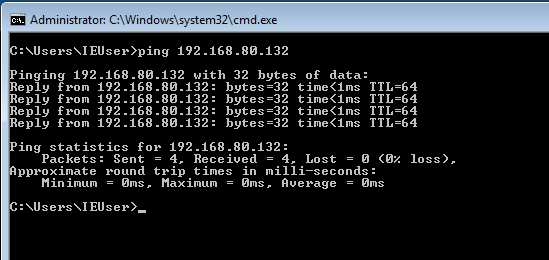 Administrator: C:\Windows\system32\cmd.exe
C:\Users\IEUser>ping 192.168.80.132
Pinging 192.168.80.132 with 32 bytes of data:
Reply from 192.168.80.132: bytes=32 time<1ms TTL=64
Reply from 192.168.80.132: bytes=32 time<1ms TTL=64
Reply from 192.168.80.132: bytes=32 time<1ms TTL=64
Reply from 192.168.80.132: bytes=32 time<1ms TTL=64
Ping statistics for 192.168.80.132:
    Packets: Sent = 4, Received = 4, Lost = 0 (0% loss),
Approximate round trip times in milli-seconds:
    Minimum = 0ms, Maximum = 0ms, Average = 0ms
C:\Users\IEUser>_